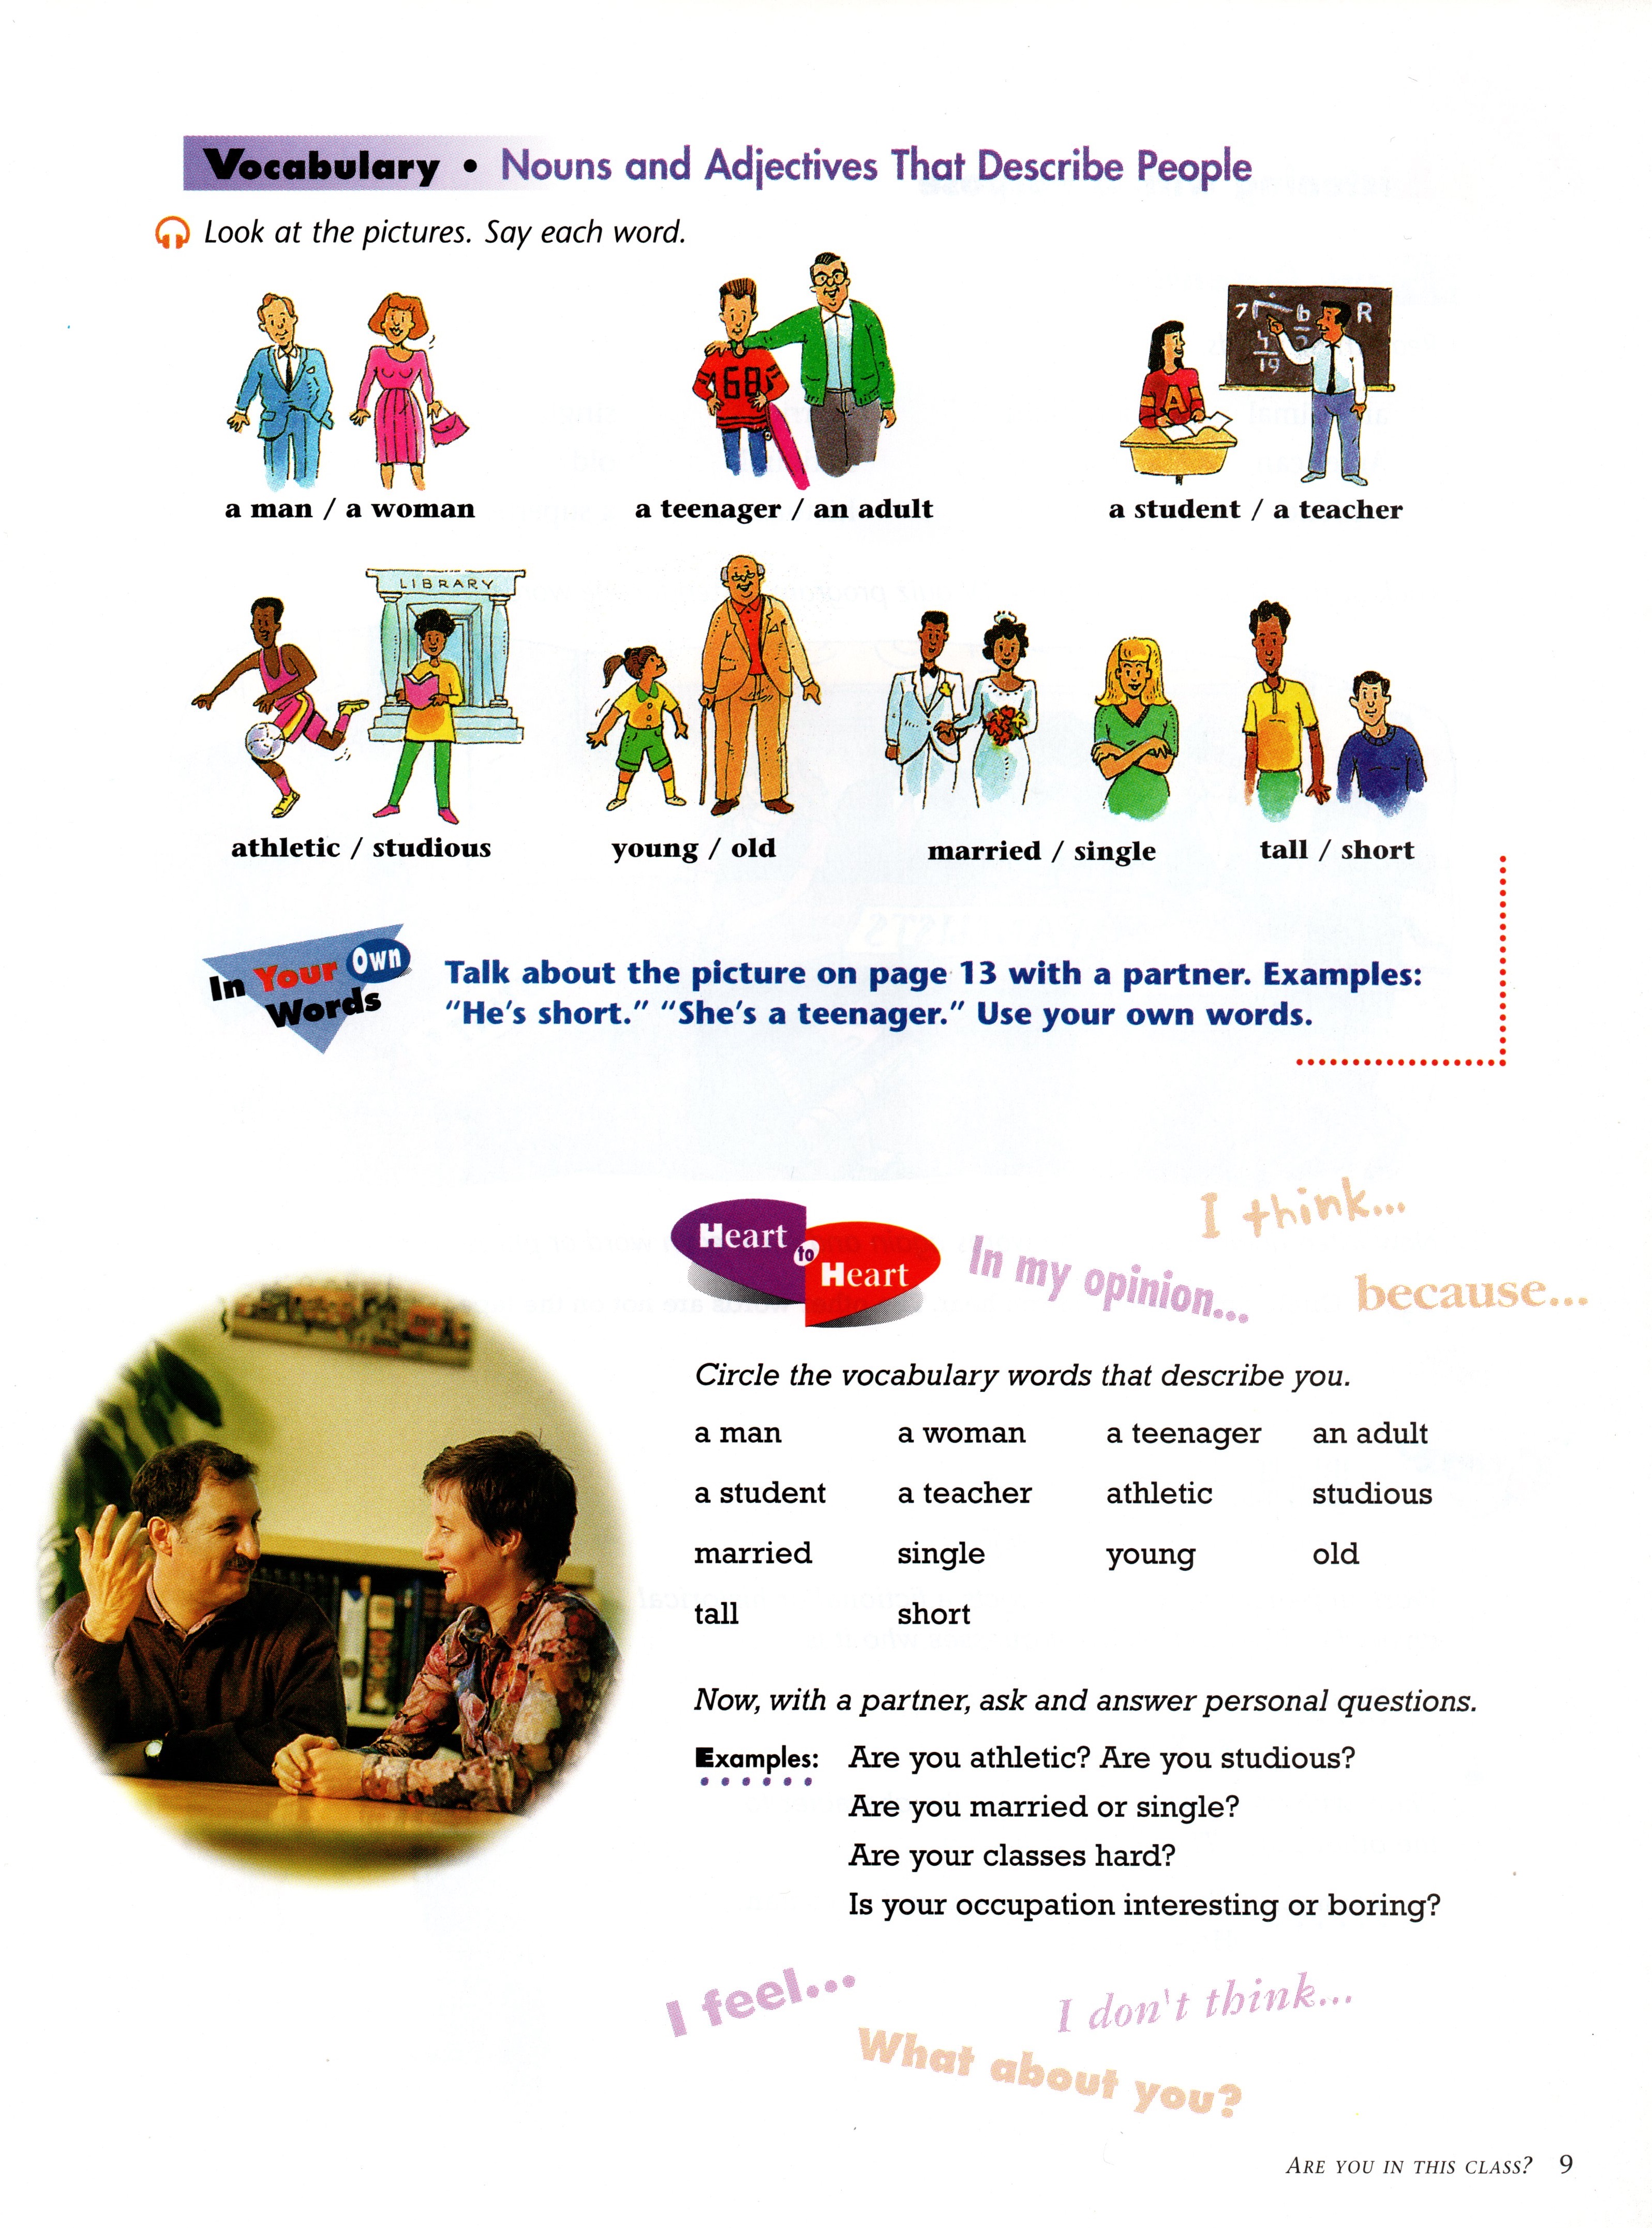 Vocabulary • Nouns and Adjectives That Describe People
Look at the pictures. Say each word.
68
7 6 R
4
19
A
a man / a woman
a teenager / an adult
a student / a teacher
LIBRARY
athletic / studious
young / old
married / single
tall / short
In Your Own
Words
Talk about the picture on page 13 with a partner. Examples:
“He’s short.” “She’s a teenager.” Use your own words.
Heart
to
Heart
I think...
In my opinion...
because...
Circle the vocabulary words that describe you.
a man a woman a teenager an adult
a student a teacher athletic studious
married single young old
tall short
Now, with a partner, ask and answer personal questions.
Examples: Are you athletic? Are you studious?
Are you married or single?
Are your classes hard?
Is your occupation interesting or boring?
I feel...
I don't think...
What about you?
ARE YOU IN THIS CLASS? 9